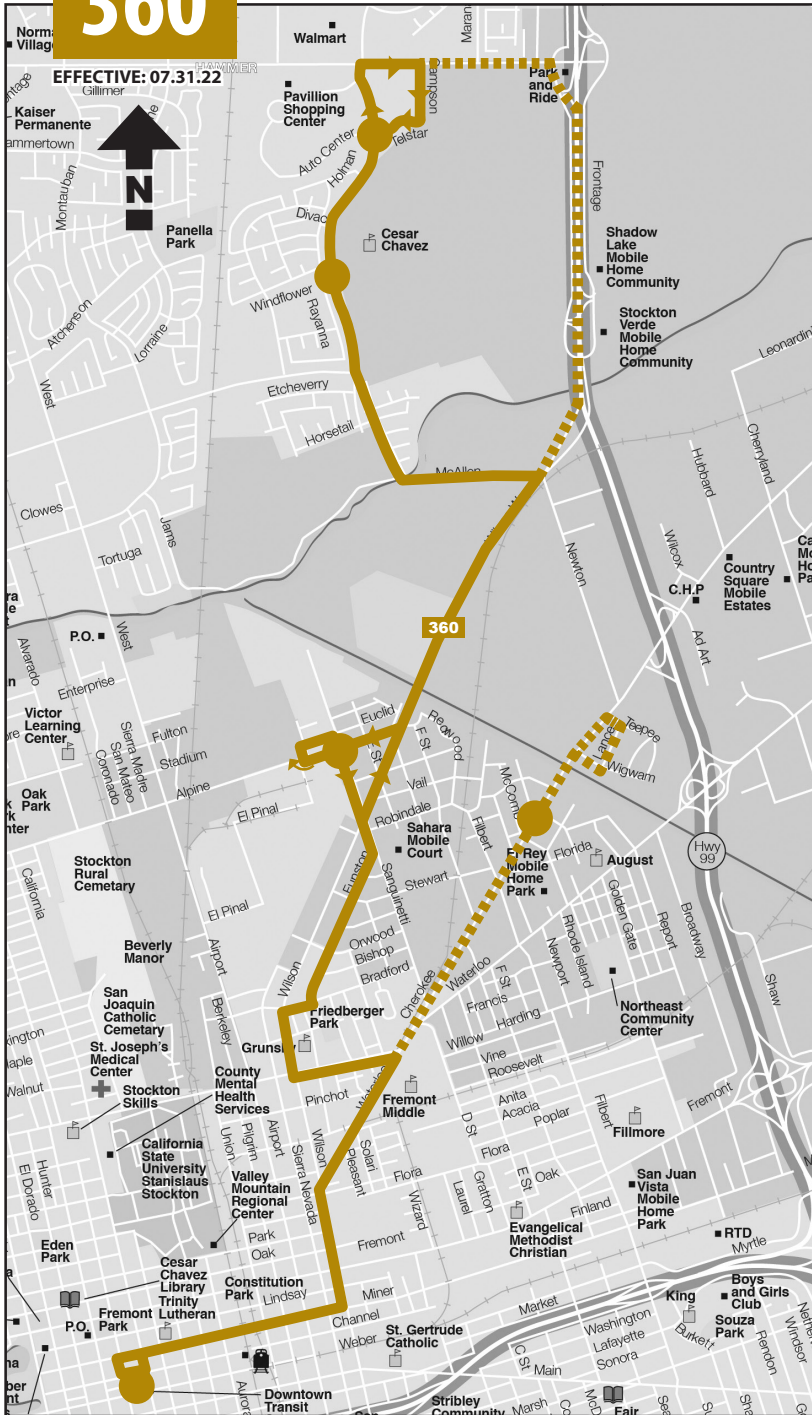 360
EFFECTIVE: 07.31.22
N
HAMMER
Gillimer
Kaiser
Permanente
ammertown
Montauban
Panella
Park
Walmart
Pavillion
Shopping
Center
Auto Center
Telstar
Holman
Park
and
Ride
Frontage
Divac
Cesar
Chavez
Shadow
Lake
Mobile
Home
Community
Windflower
Rayanna
Stockton
Verde
Mobile
Home
Community
Atchenson
Lorraine
West
Etcheverry
Horsetail
McAllen
Cherryland
Hubbard
Clowes
Tortuga
Jams
Newton
Wilcox
Country
Square
Mobile
Estates
C.H.P
Ad Art
360
P.O.
West
Alvarado
Enterprise
Victor
Learning
Center
Fulton
Stadium
Sierra Madre
San Mateo
Coronado
Alpine
Oak
Park
El Pinal
Euclid
E St
F St
Redwood
Vail
Robindale
McComb
Filbert
Lance
Teepee
Wigwam
Sahara
Mobile
Court
El Rey
Mobile
Home
Park
Florida
August
Hwy
99
Stockton
Rural
Cemetary
California
Funston
Sanguinetti
Stewart
El Pinal
Orwood
Bishop
Bradford
Golden Gate
Report
Broadway
Rhode Island
Newport
Beverly
Manor
Airport
Berkeley
Wilson
Cherokee
Waterloo
F St
Francis
Harding
Willow
Vine
Roosevelt
Northeast
Community
Center
Shaw
San
Joaquin
Catholic
Cemetary
Friedberger
Park
Grunsky
St. Joseph's
Medical
Center
Walnut
Stockton
Skills
County
Mental
Health
Services
Pinchot
Waterloo
Fremont
Middle
Anita
Acacia
Poplar
Filbert
Fremont
Fillmore
California
State
University
Stanislaus
Stockton
Union
Pilgrim
Airport
Sierra Nevada
Wilson
Pleasant
Solari
D St
Flora
Flora
Hunter
El Dorado
Valley
Mountain
Regional
Center
Wizard
Laurel
Gratton
E St
Oak
Finland
San Juan
Vista
Mobile
Home
Park
Evangelical
Methodist
Christian
RTD
Myrtle
Eden
Park
Park
Oak
Fremont
Cesar
Chavez
Library
Constitution
Park
Lindsay
Miner
Channel
Weber
Trinity
Lutheran
Fremont
Park
P.O.
St. Gertrude
Catholic
Market
Washington
Lafayette
Sonora
Main
C St
King
Burkett
Boys
and Girls
Club
Souza
Park
Rendon
Windsor
Aurora
Downtown
Transit
Stribley
Community
Marsh
Fair